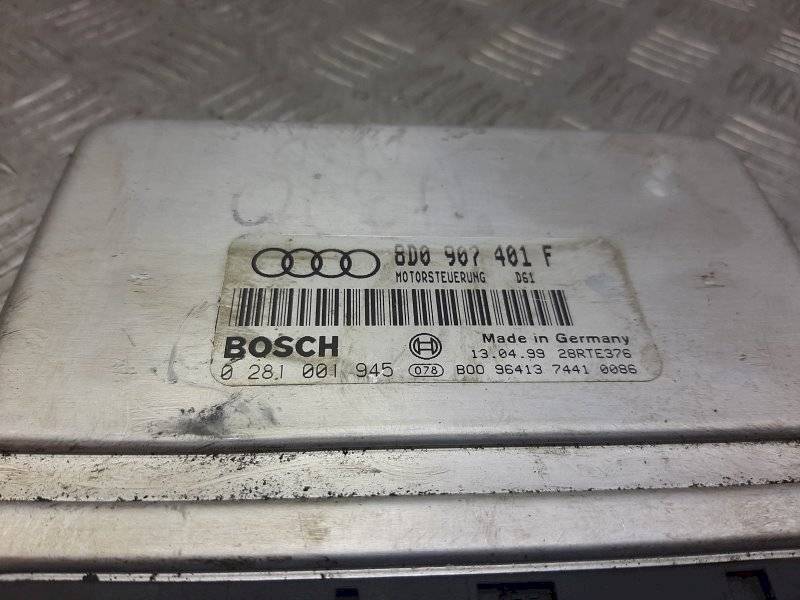 8D0 907 401 F
MOTORSTEUERUNG DG1
BOSCH
Made in Germany
13.04.99 28RTE376
0 281 001 945 078 B00 96413 7441 0086